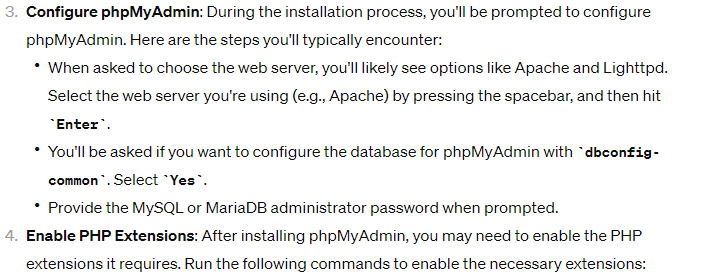 3. Configure phpMyAdmin: During the installation process, you'll be prompted to configure
phpMyAdmin. Here are the steps you'll typically encounter:
• When asked to choose the web server, you'll likely see options like Apache and Lighttpd.
Select the web server you're using (e.g., Apache) by pressing the spacebar, and then hit
`Enter`.
• You'll be asked if you want to configure the database for phpMyAdmin with `dbconfig-
common`. Select `Yes`.
• Provide the MySQL or MariaDB administrator password when prompted.
4. Enable PHP Extensions: After installing phpMyAdmin, you may need to enable the PHP
extensions it requires. Run the following commands to enable the necessary extensions: